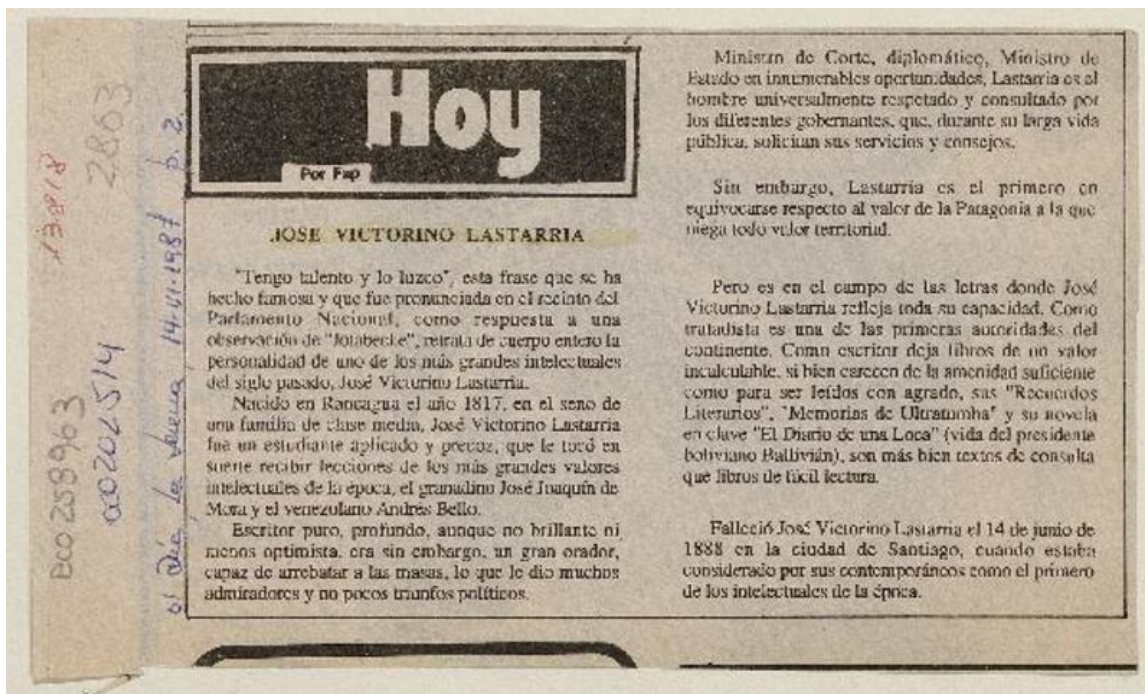 Hoy
Por Fap
JOSE VICTORINO LASTARRIA
"Tengo talento y lo luzco", esta frase que se ha
hecho famosa y que fue pronunciada en el recinto del
Parlamento Nacional, como respuesta a una
observación de "Jotabeche", retrata de cuerpo entero la
personalidad de uno de los más grandes intelectuales
del siglo pasado, José Victorino Lastarria.
Nacido en Rancagua el año 1817, en el seno de
una familia de clase media, José Victorino Lastarria
fue un estudiante aplicado y precoz, que le tocó en
suerte recibir lecciones de los más grandes valores
intelectuales de la época, el granadino José Joaquín de
Mora y el venezolano Andrés Bello.
Escritor puro, profundo, aunque no brillante ni
menos optimista, era sin embargo, un gran orador,
capaz de arrebatar a las masas, lo que le dio muchos
admiradores y no pocos triunfos políticos.
Ministro de Corte, diplomático, Ministro de
Estado en innumerables oportunidades, Lastarria es el
hombre universalmente respetado y consultado por
los diferentes gobernantes, que, durante su larga vida
pública, solicitan sus servicios y consejos.
Sin embargo, Lastarria es el primero en
equivocarse respecto al valor de la Patagonia a la que
niega todo valor territorial.
Pero es en el campo de las letras donde José
Victorino Lastarria refleja toda su capacidad. Como
tratadista es una de las primeras autoridades del
continente. Como escritor deja libros de un valor
incalculable, si bien carecen de la amenidad suficiente
como para ser leídos con agrado, sus "Recuerdos
Literarios", "Memorias de Ultratumba" y su novela
en clave "El Diario de una Loca" (vida del presidente
boliviano Ballivián), son más bien textos de consulta
que libros de fácil lectura.
Falleció José Victorino Lastarria el 14 de junio de
1888 en la ciudad de Santiago, cuando estaba
considerado por sus contemporáneos como el primero
de los intelectuales de la época.
el Día, La Serena, 14-VI-1987 p. 2.
2863
000202514